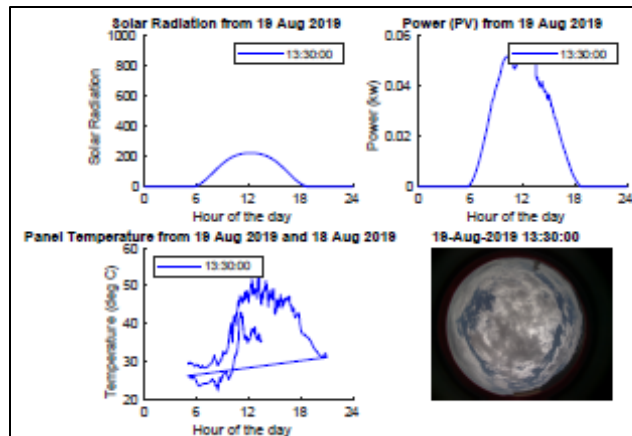 Solar Radiation from 19 Aug 2019
1000
800
600
400
200
0
Solar Radiation
13:30:00
0 6 12 18 24
Hour of the day
Power (PV) from 19 Aug 2019
0.06
0.04
0.02
0
Power (kw)
13:30:00
0 6 12 18 24
Hour of the day
Panel Temperature from 19 Aug 2019 and 18 Aug 2019
60
50
40
30
20
Temperature (deg C)
13:30:00
0 6 12 18 24
Hour of the day
19-Aug-2019 13:30:00